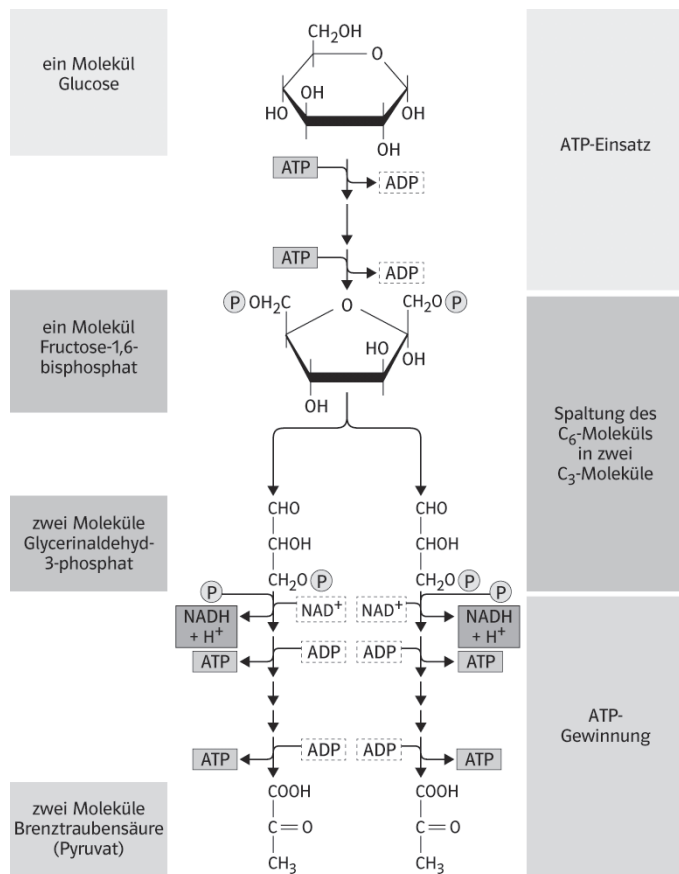 CH₂OH
ein Molekül
Glucose
O
OH
HO
OH
OH
ATP-Einsatz
ATP
ADP
ATP
ADP
ein Molekül
Fructose-1,6-
bisphosphat
P OH₂C
O
CH₂O P
HO
OH
OH
Spaltung des
C₆-Moleküls
in zwei
C₃-Moleküle
zwei Moleküle
Glycerinaldehyd-
3-phosphat
CHO
CHO
CHOH
CHOH
CH₂O P
CH₂O P
P
P
NADH
+ H⁺
NAD⁺
NAD⁺
NADH
+ H⁺
ATP
ADP
ADP
ATP
ATP-
Gewinnung
ATP
ADP
ADP
ATP
zwei Moleküle
Brenztraubensäure
(Pyruvat)
COOH
COOH
C=O
C=O
CH₃
CH₃